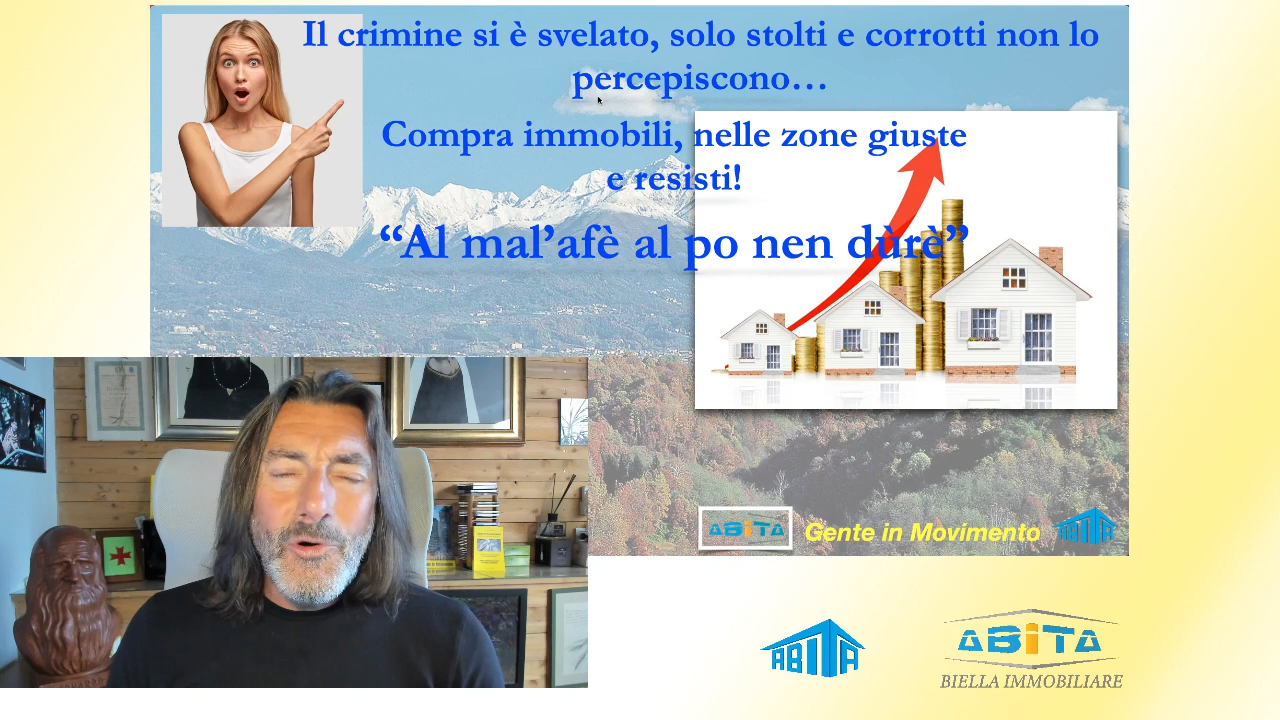 Il crimine si è svelato, solo stolti e corrotti non lo
percepiscono…
Compra immobili, nelle zone giuste
e resisti!
“Al mal’afè al po nen dùrè”
ABiTA
Gente in Movimento
ABITA
ABITA
ABiTA
BIELLA IMMOBILIARE